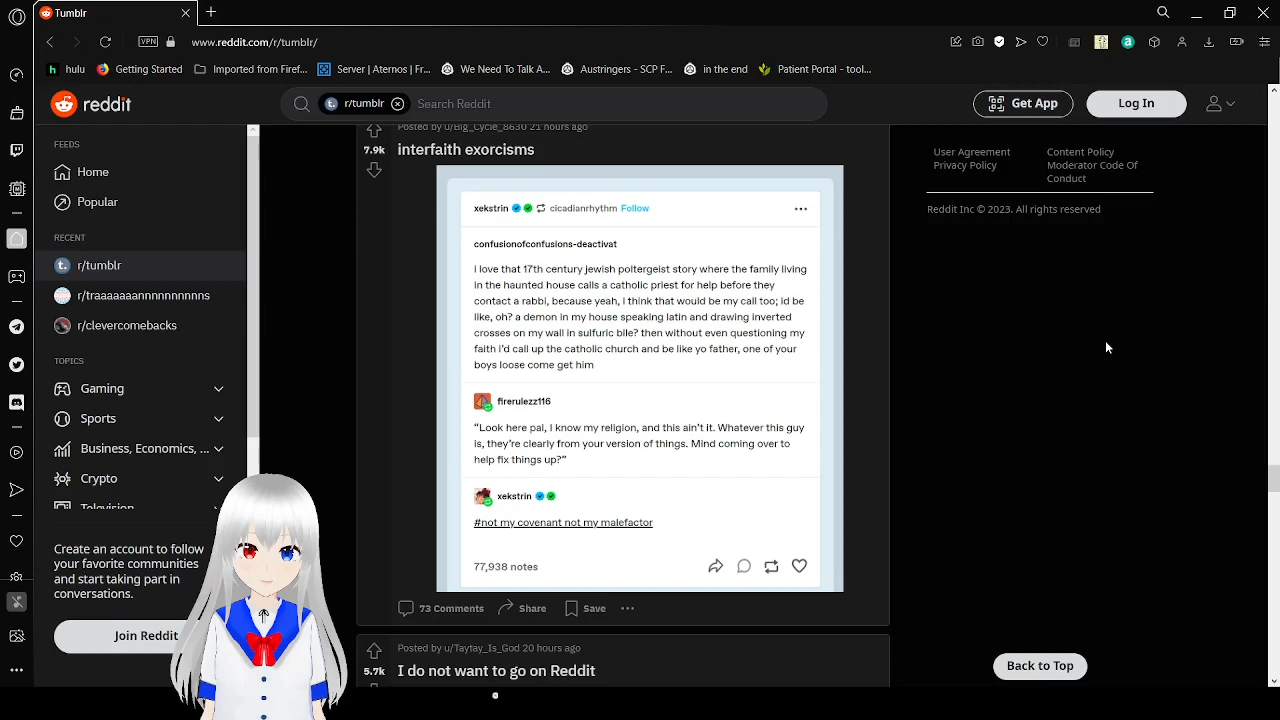 Tumblr
VPN
www.reddit.com/r/tumblr/
h hulu
Getting Started
Imported from Firef...
Server | Aternos | Fr...
We Need To Talk A...
Austringers - SCP F...
in the end
Patient Portal - tool...
reddit
r/tumblr
Search Reddit
Get App
Log In
FEEDS
Home
Popular
RECENT
r/tumblr
r/traaaaaaannnnnnnnnns
r/clevercomebacks
TOPICS
Gaming
Sports
Business, Economics, ...
Crypto
Television
Create an account to follow
your favorite communities
and start taking part in
conversations.
Join Reddit
Posted by u/Big_Cycle_8630 21 hours ago
7.9k
interfaith exorcisms
xekstrin cicadianrhythm Follow
confusionofconfusions-deactivat
i love that 17th century jewish poltergeist story where the family living
in the haunted house calls a catholic priest for help before they
contact a rabbi, because yeah, i think that would be my call too; id be
like, oh? a demon in my house speaking latin and drawing inverted
crosses on my wall in sulfuric bile? then without even questioning my
faith i'd call up the catholic church and be like yo father, one of your
boys loose come get him
firerulezz116
“Look here pal, I know my religion, and this ain’t it. Whatever this guy
is, they’re clearly from your version of things. Mind coming over to
help fix things up?”
xekstrin
#not my covenant not my malefactor
77,938 notes
73 Comments
Share
Save
Posted by u/Taytay_Is_God 20 hours ago
5.7k
I do not want to go on Reddit
User Agreement
Privacy Policy
Content Policy
Moderator Code Of
Conduct
Reddit Inc © 2023. All rights reserved
Back to Top